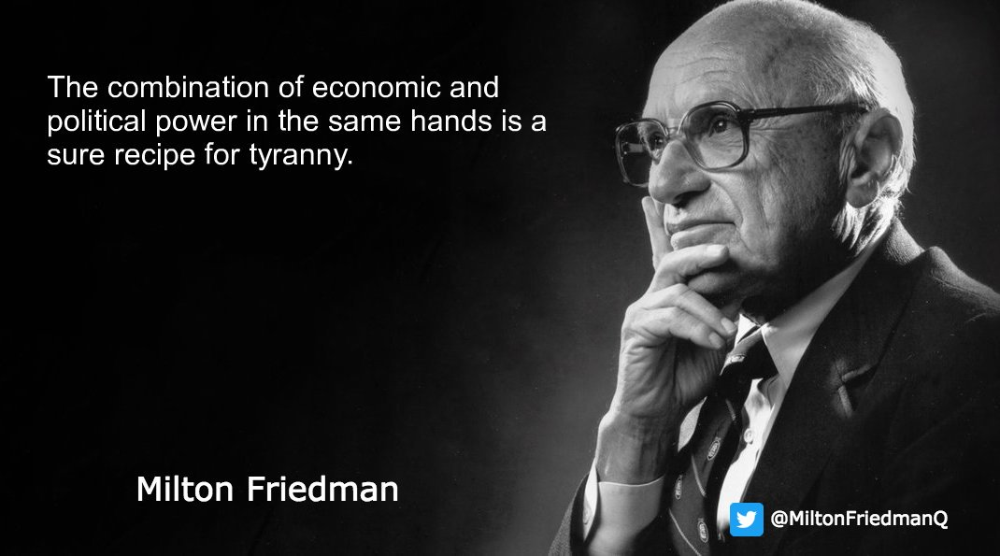 The combination of economic and
political power in the same hands is a
sure recipe for tyranny.
Milton Friedman
@MiltonFriedmanQ